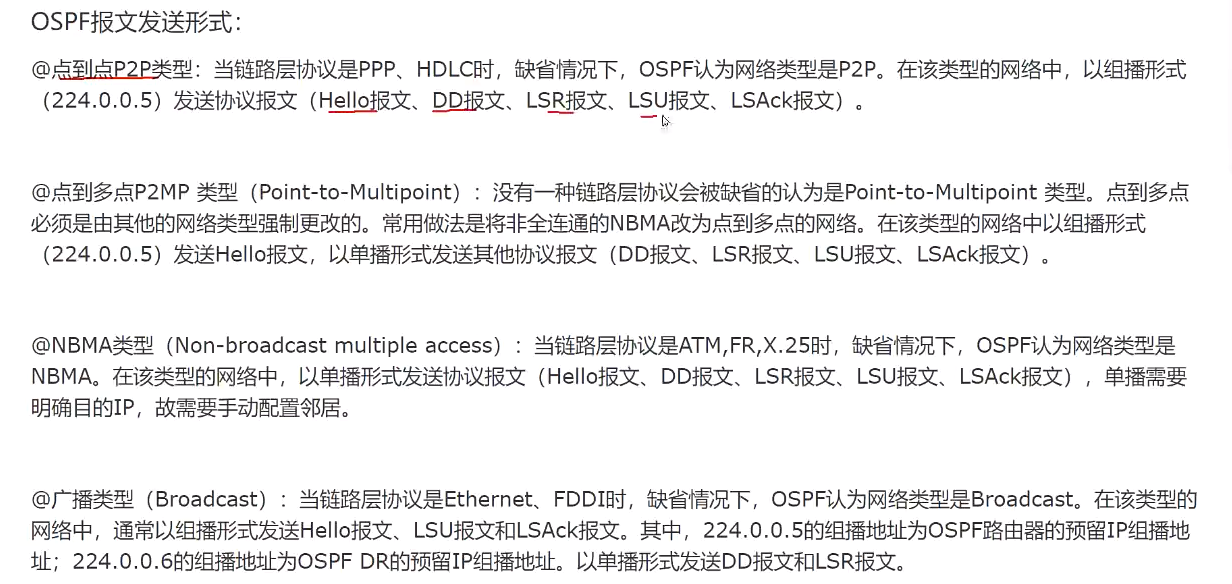 OSPF报文发送形式：
@点到点P2P类型：当链路层协议是PPP、HDLC时，缺省情况下，OSPF认为网络类型是P2P。在该类型的网络中，以组播形式
（224.0.0.5）发送协议报文（Hello报文、DD报文、LSR报文、LSU报文、LSAck报文）。
@点到多点P2MP 类型（Point-to-Multipoint）：没有一种链路层协议会被缺省的认为是Point-to-Multipoint 类型。点到多点
必须是由其他的网络类型强制更改的。常用做法是将非全连通的NBMA改为点到多点的网络。在该类型的网络中以组播形式
（224.0.0.5）发送Hello报文，以单播形式发送其他协议报文（DD报文、LSR报文、LSU报文、LSAck报文）。
@NBMA类型（Non-broadcast multiple access）：当链路层协议是ATM,FR,X.25时，缺省情况下，OSPF认为网络类型是
NBMA。在该类型的网络中，以单播形式发送协议报文（Hello报文、DD报文、LSR报文、LSU报文、LSAck报文），单播需要
明确目的IP，故需要手动配置邻居。
@广播类型（Broadcast）：当链路层协议是Ethernet、FDDI时，缺省情况下，OSPF认为网络类型是Broadcast。在该类型的
网络中，通常以组播形式发送Hello报文、LSU报文和LSAck报文。其中，224.0.0.5的组播地址为OSPF路由器的预留IP组播地
址；224.0.0.6的组播地址为OSPF DR的预留IP组播地址。以单播形式发送DD报文和LSR报文。